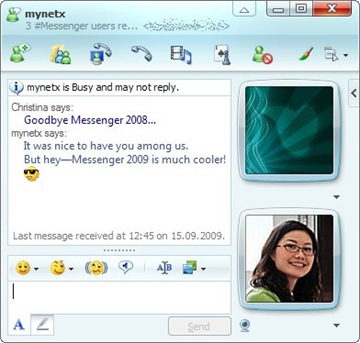 mynetx
3 #Messenger users re...
mynetx is Busy and may not reply.
Christina says:
Goodbye Messenger 2008...
mynetx says:
It was nice to have you among us.
But hey—Messenger 2009 is much cooler!
Last message received at 12:45 on 15.09.2009.
A
Send